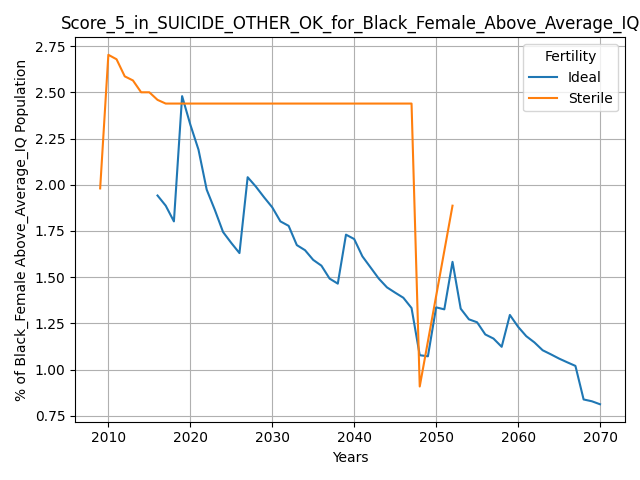 Score_5_in_SUICIDE_OTHER_OK_for_Black_Female_Above_Average_IQ
% of Black_Female Above_Average_IQ Population
2.75
2.50
2.25
2.00
1.75
1.50
1.25
1.00
0.75
Fertility
Ideal
Sterile
2010
2020
2030
2040
2050
2060
2070
Years